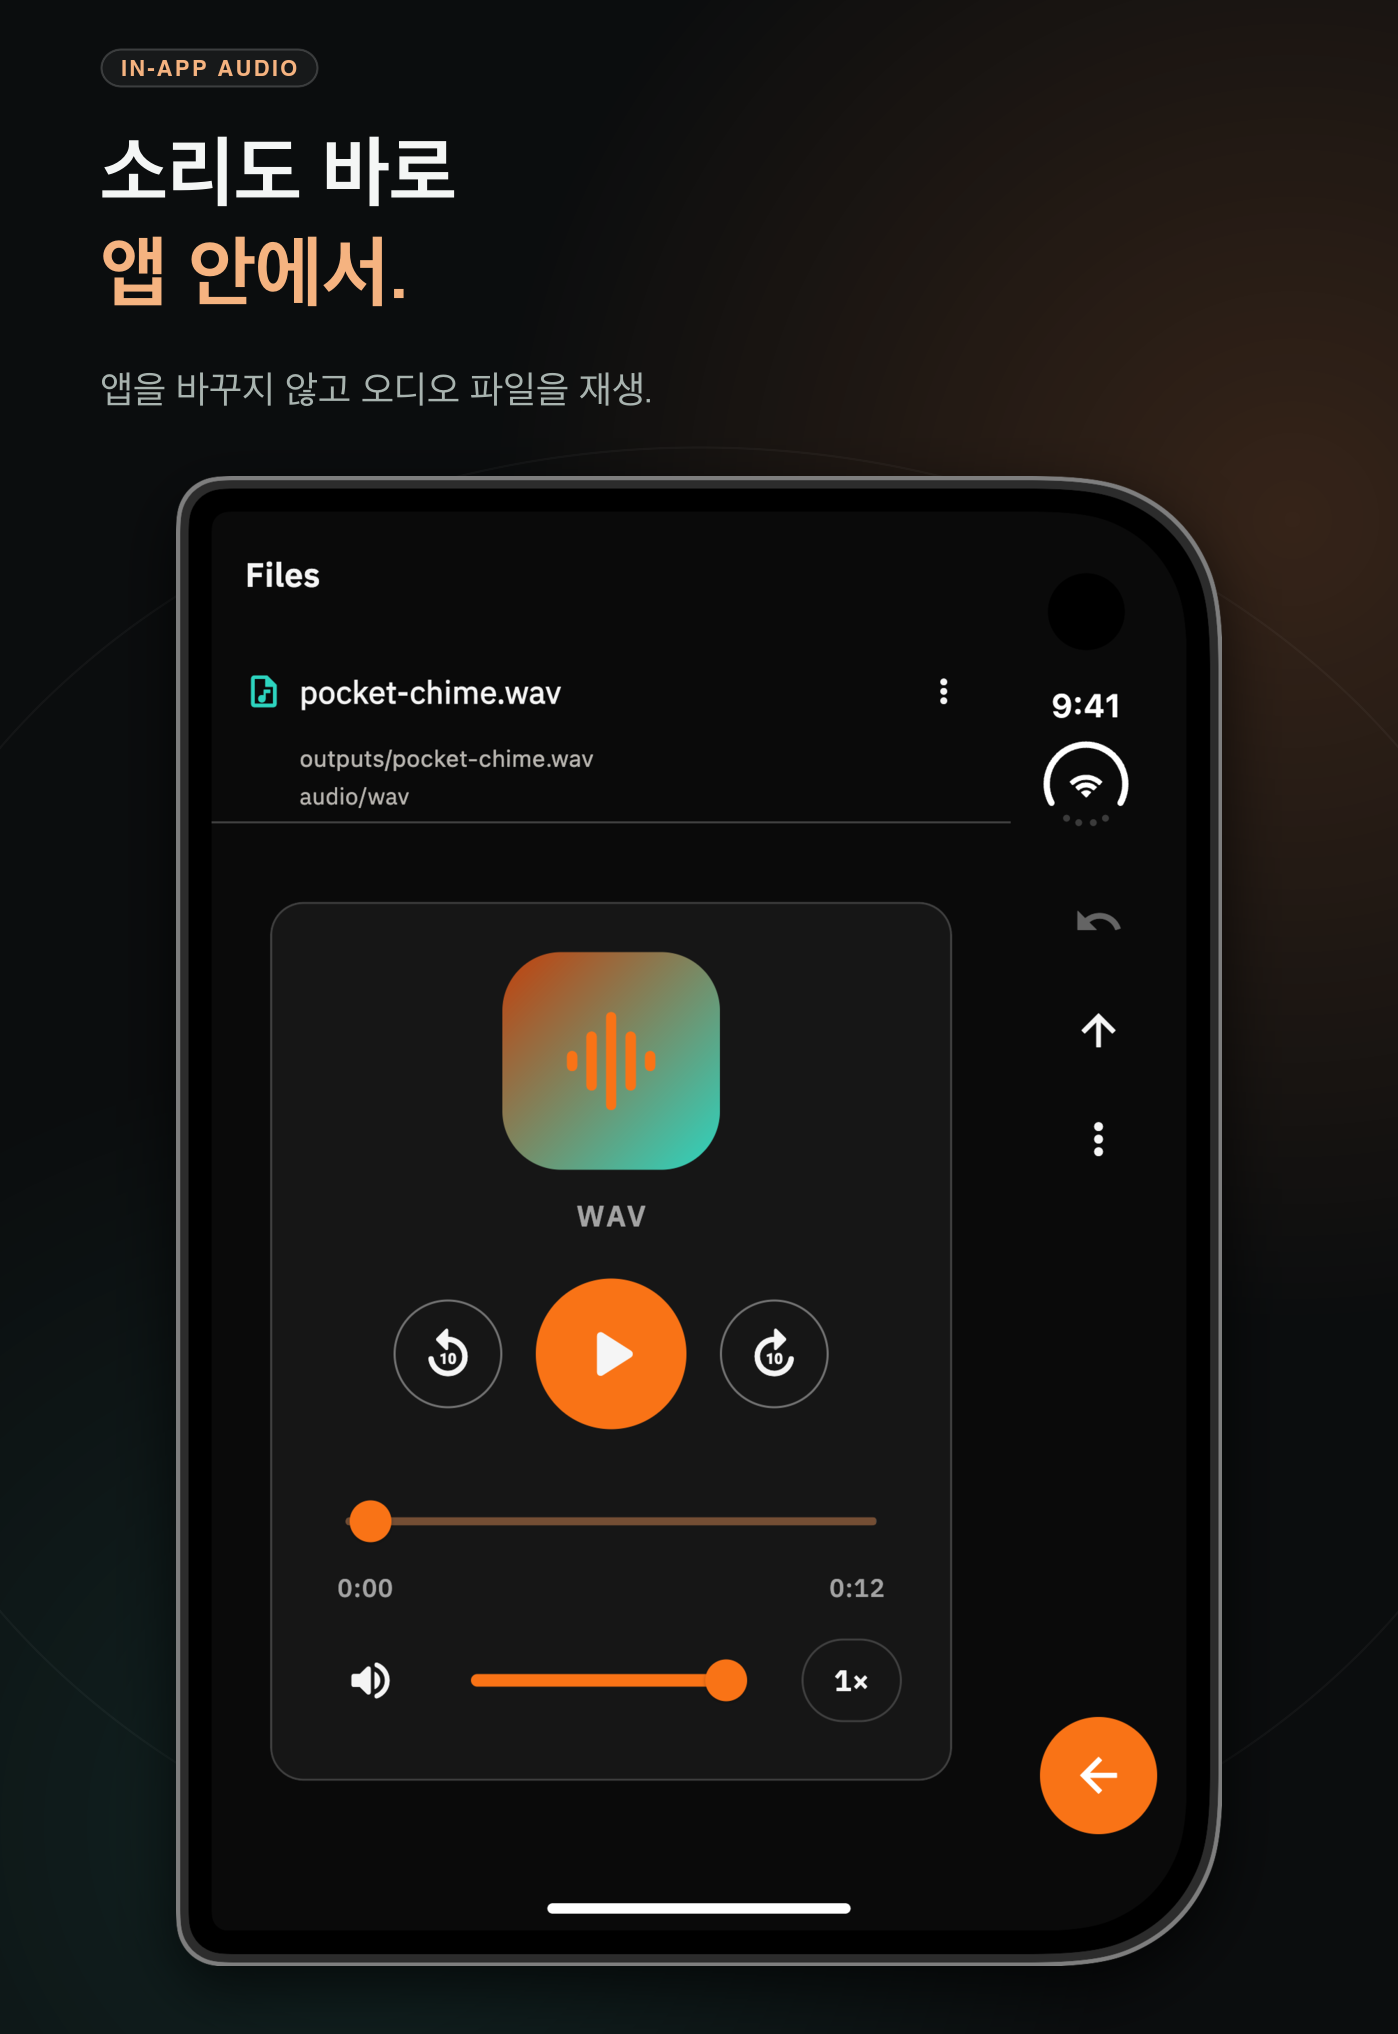 IN-APP AUDIO
소리도 바로
앱 안에서.
앱을 바꾸지 않고 오디오 파일을 재생.
Files
pocket-chime.wav
9:41
outputs/pocket-chime.wav
audio/wav
WAV
10
10
0:00
0:12
1×